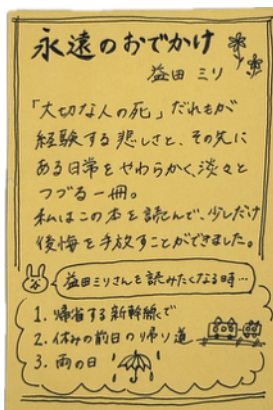 永遠のおでかけ
益田 ミリ
「大切な人の死」だれもが
経験する悲しさと、その先に
ある日常をやわらかく、淡々と
つづる一冊。
私はこの本を読んで、少しだけ
後悔を手放すことができました。
益田ミリさんを読みたくなる時…
1. 帰省する新幹線で
2. 休みの前日の帰り道
3. 雨の日